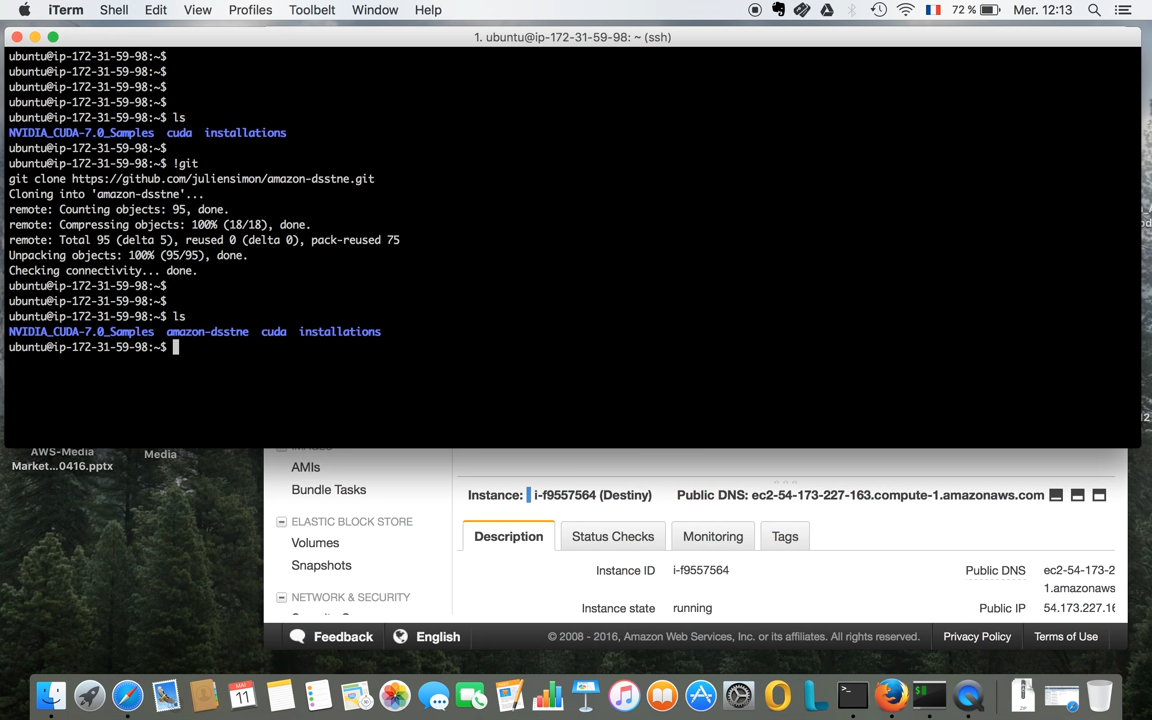 iTerm Shell Edit View Profiles Toolbelt Window Help 72 % Mer. 12:13
1. ubuntu@ip-172-31-59-98: ~ (ssh)
ubuntu@ip-172-31-59-98:~$
ubuntu@ip-172-31-59-98:~$
ubuntu@ip-172-31-59-98:~$
ubuntu@ip-172-31-59-98:~$
ubuntu@ip-172-31-59-98:~$ ls
NVIDIA_CUDA-7.0_Samples cuda installations
ubuntu@ip-172-31-59-98:~$
ubuntu@ip-172-31-59-98:~$ !git
git clone https://github.com/juliensimon/amazon-dsstne.git
Cloning into 'amazon-dsstne'...
remote: Counting objects: 95, done.
remote: Compressing objects: 100% (18/18), done.
remote: Total 95 (delta 5), reused 0 (delta 0), pack-reused 75
Unpacking objects: 100% (95/95), done.
Checking connectivity... done.
ubuntu@ip-172-31-59-98:~$
ubuntu@ip-172-31-59-98:~$
ubuntu@ip-172-31-59-98:~$ ls
NVIDIA_CUDA-7.0_Samples amazon-dsstne cuda installations
ubuntu@ip-172-31-59-98:~$
AWS-Media
Market...0416.pptx
Media
AMIs
Bundle Tasks
ELASTIC BLOCK STORE
Volumes
Snapshots
NETWORK & SECURITY
Instance: i-f9557564 (Destiny) Public DNS: ec2-54-173-227-163.compute-1.amazonaws.com
Description Status Checks Monitoring Tags
Instance ID i-f9557564 Public DNS ec2-54-173-2
1.amazonaws
Instance state running Public IP 54.173.227.16
Feedback English © 2008 - 2016, Amazon Web Services, Inc. or its affiliates. All rights reserved. Privacy Policy Terms of Use